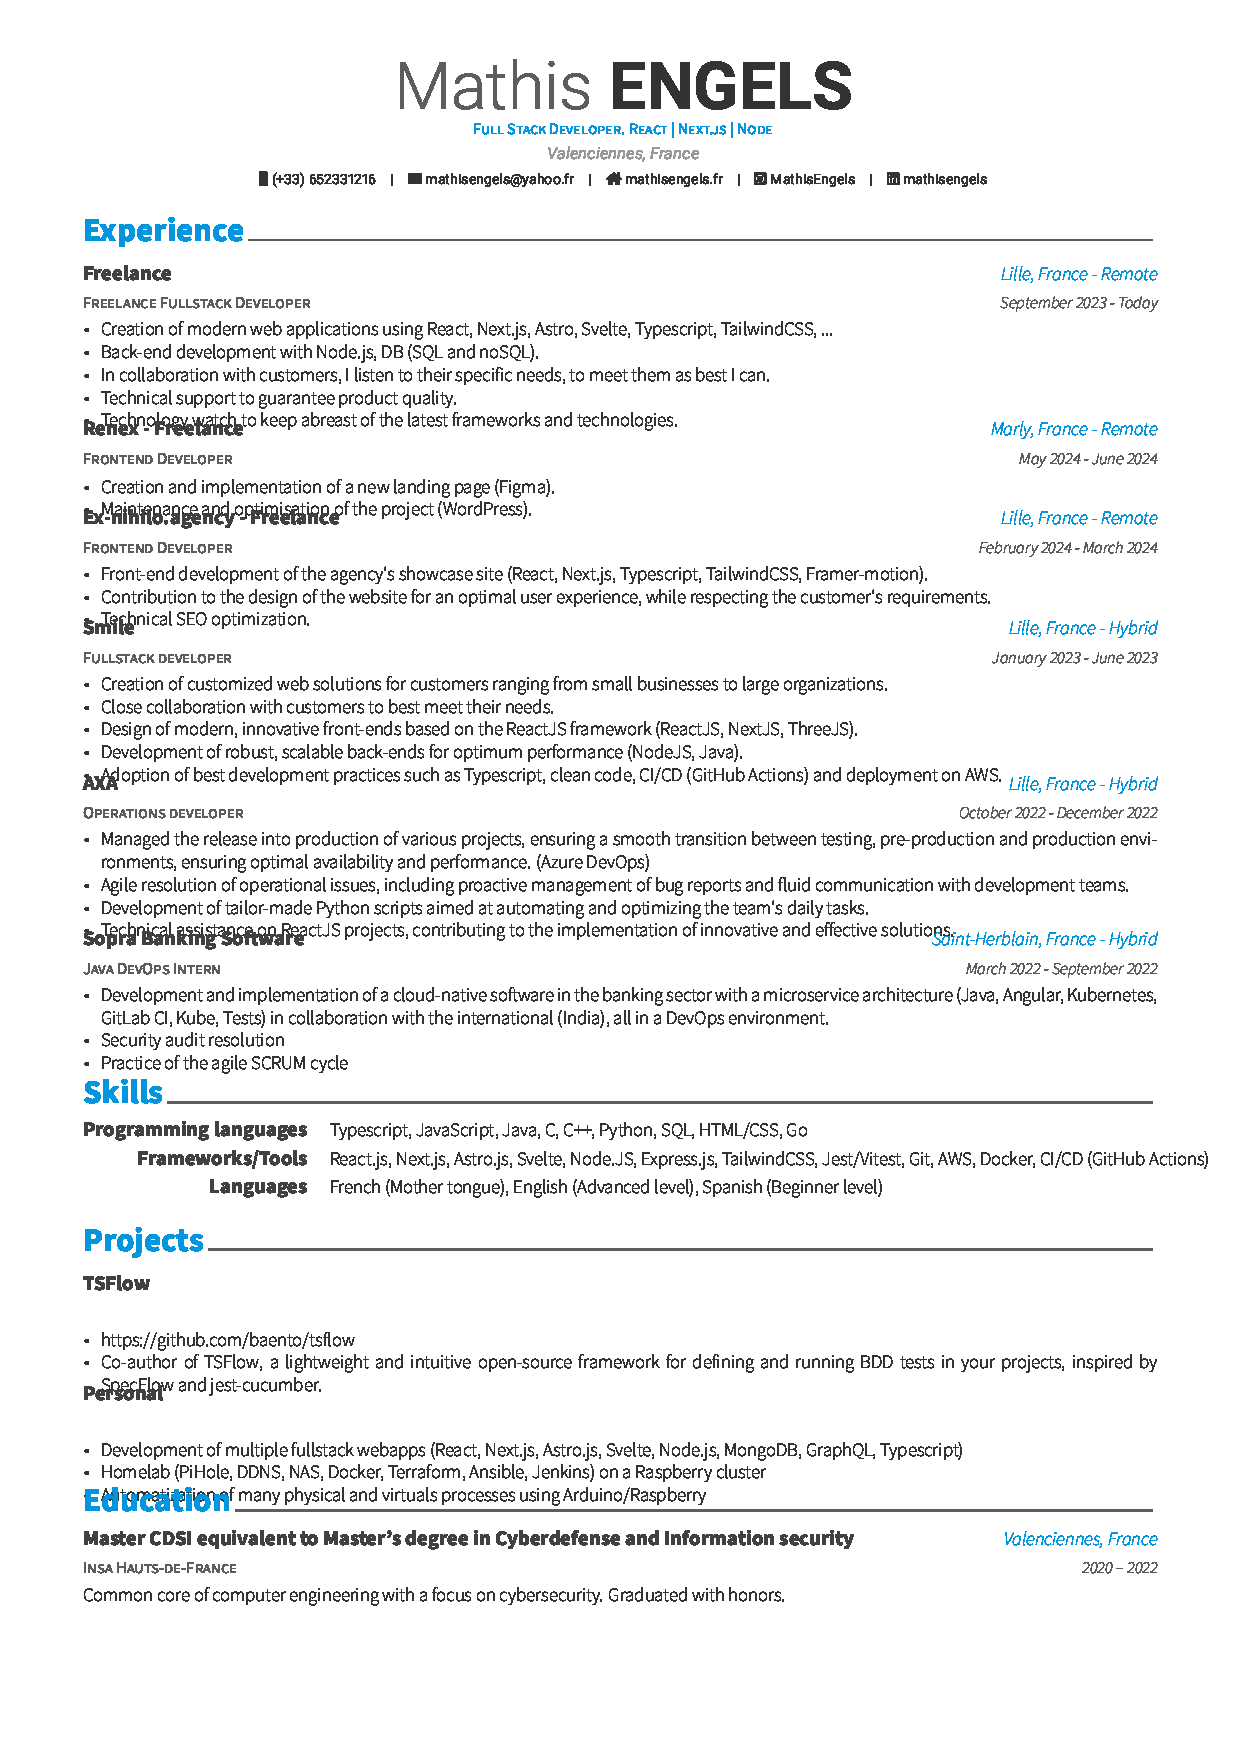 Mathis ENGELS
Full Stack Developer. React | Next.js | Node
Valenciennes, France
(+33) 652331216 | mathisengels@yahoo.fr | mathisengels.fr | MathisEngels | mathisengels
Experience
Freelance Lille, France - Remote
Freelance Fullstack Developer September 2023 - Today
• Creation of modern web applications using React, Next.js, Astro, Svelte, Typescript, TailwindCSS, ...
• Back-end development with Node.js, DB (SQL and noSQL).
• In collaboration with customers, I listen to their specific needs, to meet them as best I can.
• Technical support to guarantee product quality.
• Technology watch to keep abreast of the latest frameworks and technologies.
Renex - Freelance Marly, France - Remote
Frontend Developer May 2024 - June 2024
• Creation and implementation of a new landing page (Figma).
• Maintenance and optimisation of the project (WordPress).
Ex-nihilo.agency - Freelance Lille, France - Remote
Frontend Developer February 2024 - March 2024
• Front-end development of the agency's showcase site (React, Next.js, Typescript, TailwindCSS, Framer-motion).
• Contribution to the design of the website for an optimal user experience, while respecting the customer's requirements.
• Technical SEO optimization.
Smile Lille, France - Hybrid
Fullstack developer January 2023 - June 2023
• Creation of customized web solutions for customers ranging from small businesses to large organizations.
• Close collaboration with customers to best meet their needs.
• Design of modern, innovative front-ends based on the ReactJS framework (ReactJS, NextJS, ThreeJS).
• Development of robust, scalable back-ends for optimum performance (NodeJS, Java).
• Adoption of best development practices such as Typescript, clean code, CI/CD (GitHub Actions) and deployment on AWS.
AXA Lille, France - Hybrid
Operations developer October 2022 - December 2022
• Managed the release into production of various projects, ensuring a smooth transition between testing, pre-production and production envi-
ronments, ensuring optimal availability and performance. (Azure DevOps)
• Agile resolution of operational issues, including proactive management of bug reports and fluid communication with development teams.
• Development of tailor-made Python scripts aimed at automating and optimizing the team's daily tasks.
• Technical assistance on ReactJS projects, contributing to the implementation of innovative and effective solutions.
Sopra Banking Software Saint-Herblain, France - Hybrid
Java DevOps Intern March 2022 - September 2022
• Development and implementation of a cloud-native software in the banking sector with a microservice architecture (Java, Angular, Kubernetes,
GitLab CI, Kube, Tests) in collaboration with the international (India), all in a DevOps environment.
• Security audit resolution
• Practice of the agile SCRUM cycle
Skills
Programming languages Typescript, JavaScript, Java, C, C++, Python, SQL, HTML/CSS, Go
Frameworks/Tools React.js, Next.js, Astro.js, Svelte, Node.JS, Express.js, TailwindCSS, Jest/Vitest, Git, AWS, Docker, CI/CD (GitHub Actions)
Languages French (Mother tongue), English (Advanced level), Spanish (Beginner level)
Projects
TSFlow
• https://github.com/baento/tsflow
• Co-author of TSFlow, a lightweight and intuitive open-source framework for defining and running BDD tests in your projects, inspired by
SpecFlow and jest-cucumber.
Personal
• Development of multiple fullstack webapps (React, Next.js, Astro.js, Svelte, Node.js, MongoDB, GraphQL, Typescript)
• Homelab (PiHole, DDNS, NAS, Docker, Terraform, Ansible, Jenkins) on a Raspberry cluster
• Automatization of many physical and virtuals processes using Arduino/Raspberry
Education
Master CDSI equivalent to Master's degree in Cyberdefense and Information security Valenciennes, France
Insa Hauts-de-France 2020 – 2022
Common core of computer engineering with a focus on cybersecurity. Graduated with honors.